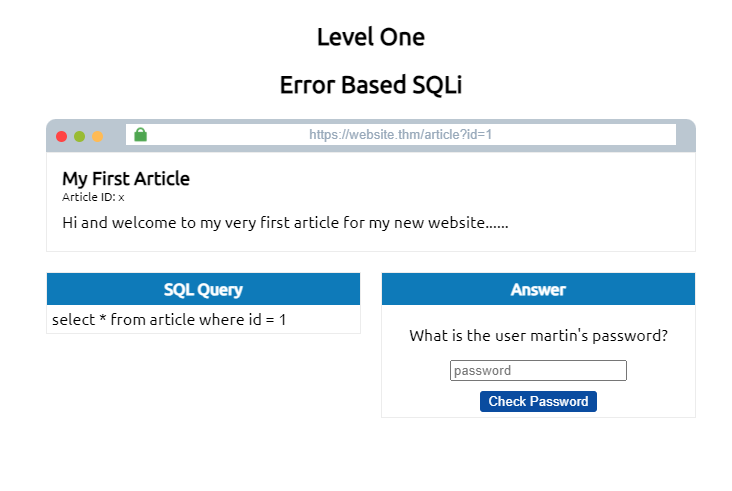 Level One
Error Based SQLi
https://website.thm/article?id=1
My First Article
Article ID: x
Hi and welcome to my very first article for my new website......
SQL Query
select * from article where id = 1
Answer
What is the user martin's password?
password
Check Password